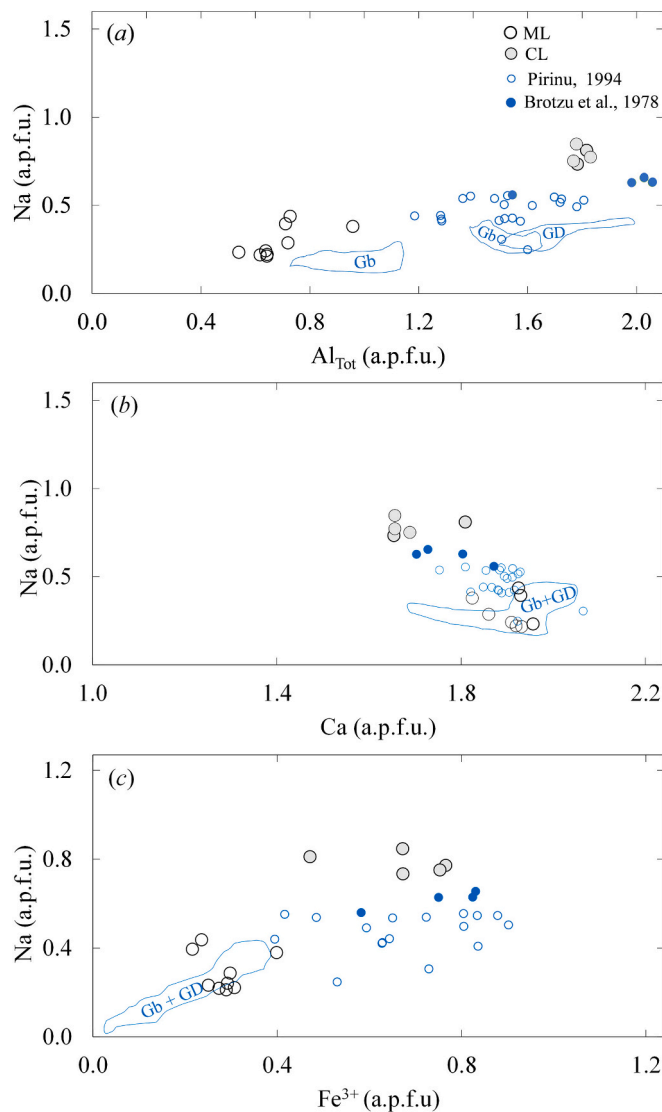 (a)
ML
CL
Pirinu, 1994
Brotzu et al., 1978
1.5
1.0
0.5
0.0
Na (a.p.f.u.)
Gb
Gb
GD
0.0 0.4 0.8 1.2 1.6 2.0
AlTot (a.p.f.u.)
(b)
1.5
1.0
0.5
0.0
Na (a.p.f.u.)
Gb+GD
1.0 1.4 1.8 2.2
Ca (a.p.f.u.)
(c)
1.2
0.8
0.4
0.0
Na (a.p.f.u.)
Gb + GD
0.0 0.4 0.8 1.2
Fe³⁺ (a.p.f.u)